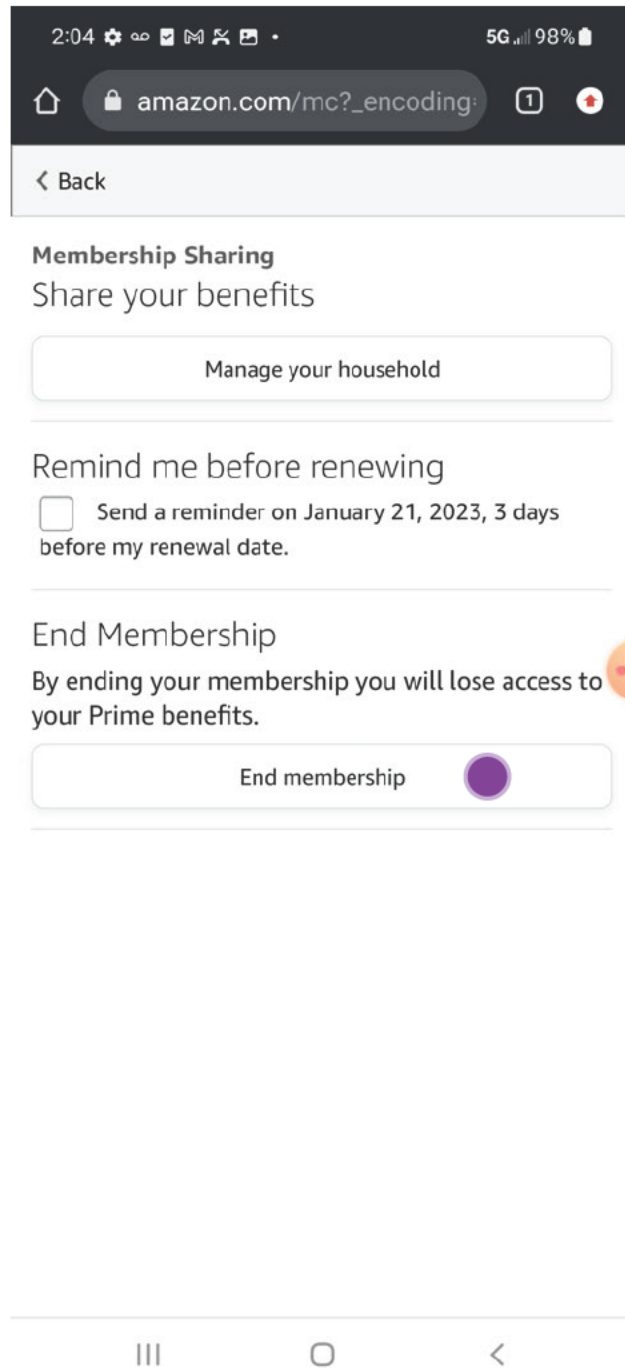 2:04
5G 98%
amazon.com/mc?_encoding
1
Back
Membership Sharing
Share your benefits
Manage your household
Remind me before renewing
Send a reminder on January 21, 2023, 3 days
before my renewal date.
End Membership
By ending your membership you will lose access to
your Prime benefits.
End membership